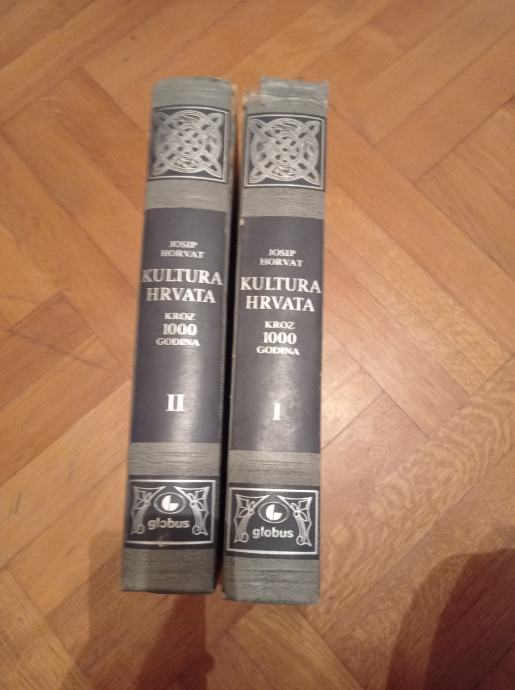 JOSIP
HORVAT
KULTURA
HRVATA
KROZ
1000
GODINA
II
globus
JOSIP
HORVAT
KULTURA
HRVATA
KROZ
1000
GODINA
I
globus